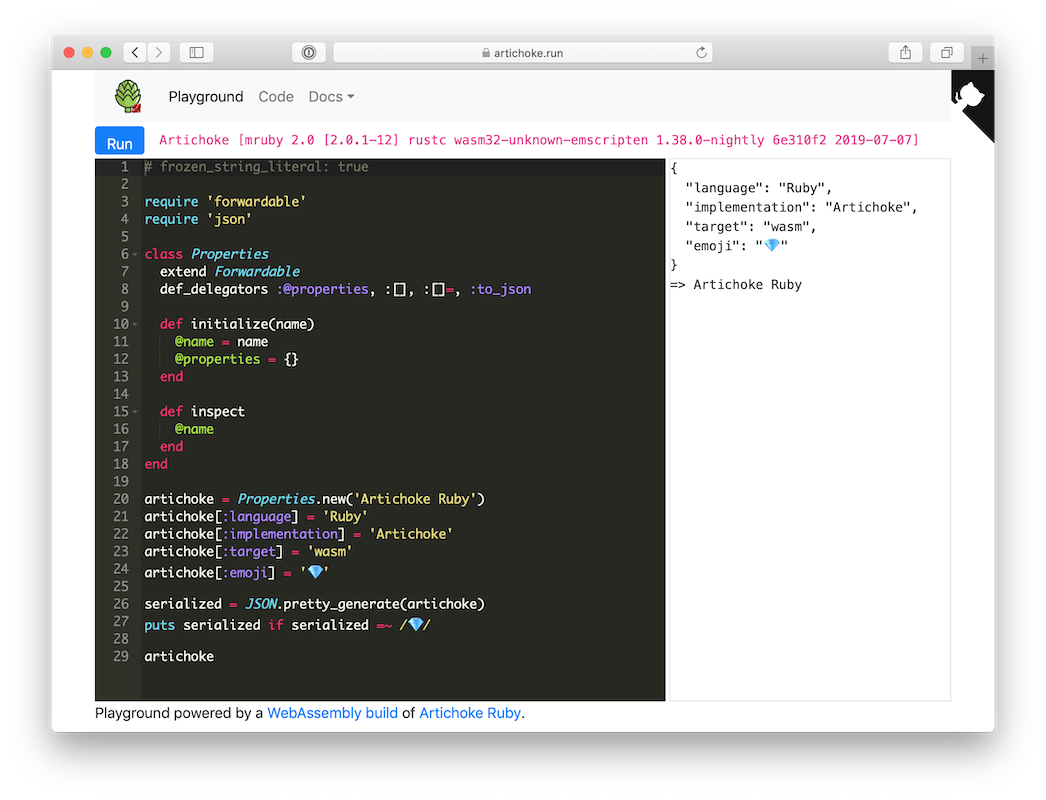 artichoke.run
Playground Code Docs
Run Artichoke [mruby 2.0 [2.0.1-12] rustc wasm32-unknown-emscripten 1.38.0-nightly 6e310f2 2019-07-07]
1 # frozen_string_literal: true
2
3 require 'forwardable'
4 require 'json'
5
6 class Properties
7 extend Forwardable
8 def_delegators :@properties, :[], :[]=, :to_json
9
10 def initialize(name)
11 @name = name
12 @properties = {}
13 end
14
15 def inspect
16 @name
17 end
18 end
19
20 artichoke = Properties.new('Artichoke Ruby')
21 artichoke[:language] = 'Ruby'
22 artichoke[:implementation] = 'Artichoke'
23 artichoke[:target] = 'wasm'
24 artichoke[:emoji] = '💎'
25
26 serialized = JSON.pretty_generate(artichoke)
27 puts serialized if serialized =~ /💎/
28
29 artichoke
{
"language": "Ruby",
"implementation": "Artichoke",
"target": "wasm",
"emoji": "💎"
}
=> Artichoke Ruby
Playground powered by a WebAssembly build of Artichoke Ruby.